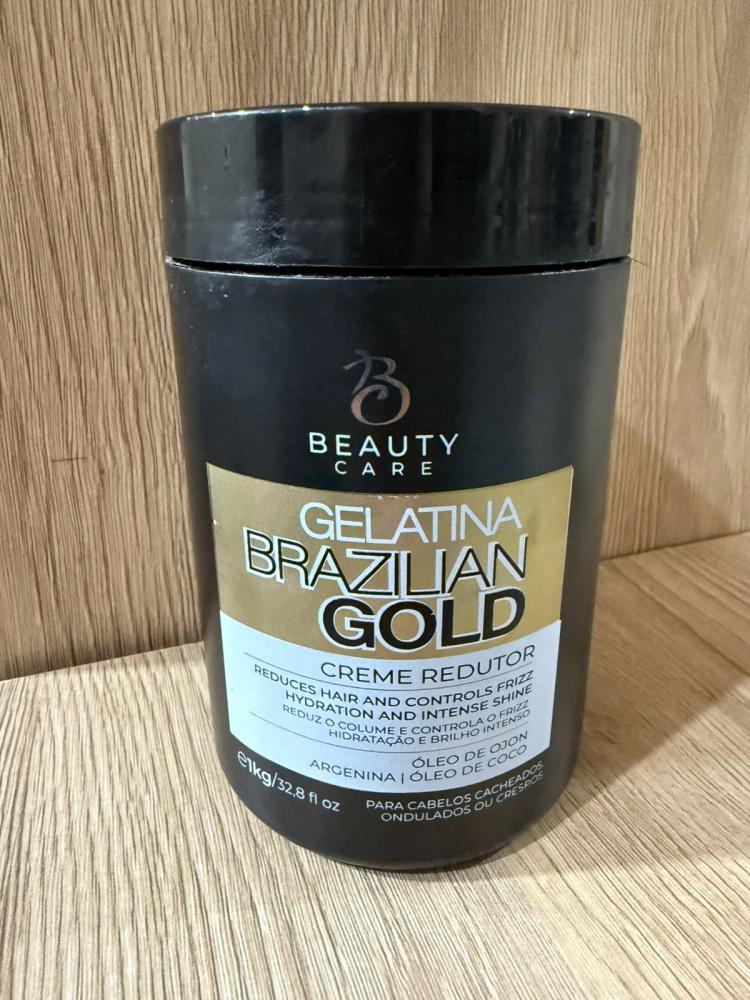 BEAUTY
CARE
GELATINA
BRAZILIAN
GOLD
CREME REDUTOR
REDUCES HAIR AND CONTROLS FRIZZ
HYDRATION AND INTENSE SHINE
REDUZ O COLUME E CONTROLA O FRIZZ
HIDRATAÇÃO E BRILHO INTENSO
ÓLEO DE OJON
ARGENINA | ÓLEO DE COCO
℮1kg/32,8 fl oz
PARA CABELOS CACHEADOS,
ONDULADOS OU CRESPOS